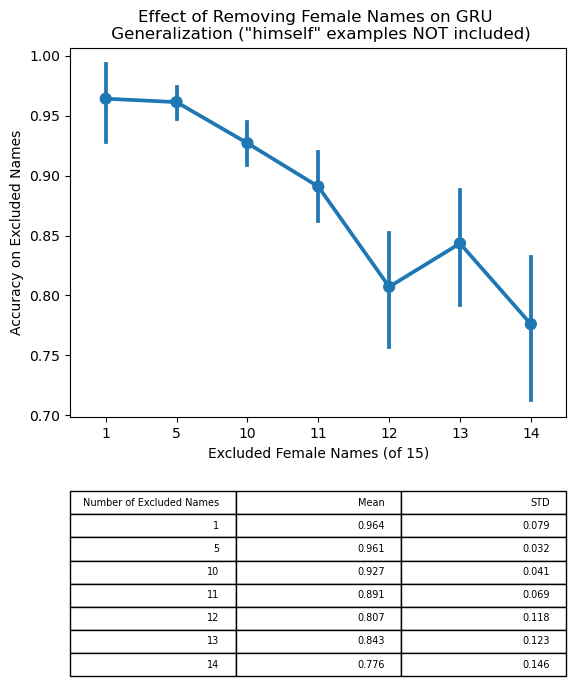 Effect of Removing Female Names on GRU
Generalization ("himself" examples NOT included)
1.00
0.95
0.90
0.85
0.80
0.75
0.70
Accuracy on Excluded Names
1 5 10 11 12 13 14
Excluded Female Names (of 15)
Number of Excluded Names Mean STD
1 0.964 0.079
5 0.961 0.032
10 0.927 0.041
11 0.891 0.069
12 0.807 0.118
13 0.843 0.123
14 0.776 0.146